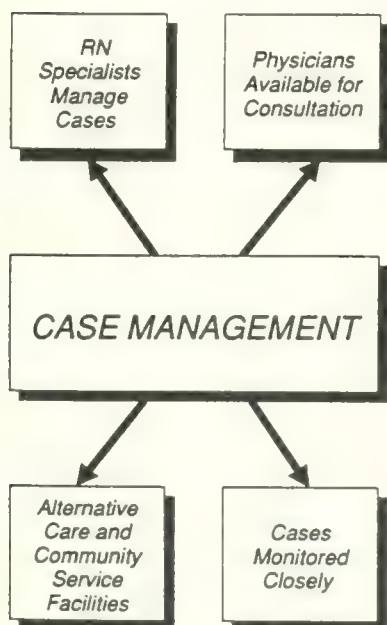 RN
Specialists
Manage
Cases
Physicians
Available for
Consultation
CASE MANAGEMENT
Alternative
Care and
Community
Service
Facilities
Cases
Monitored
Closely